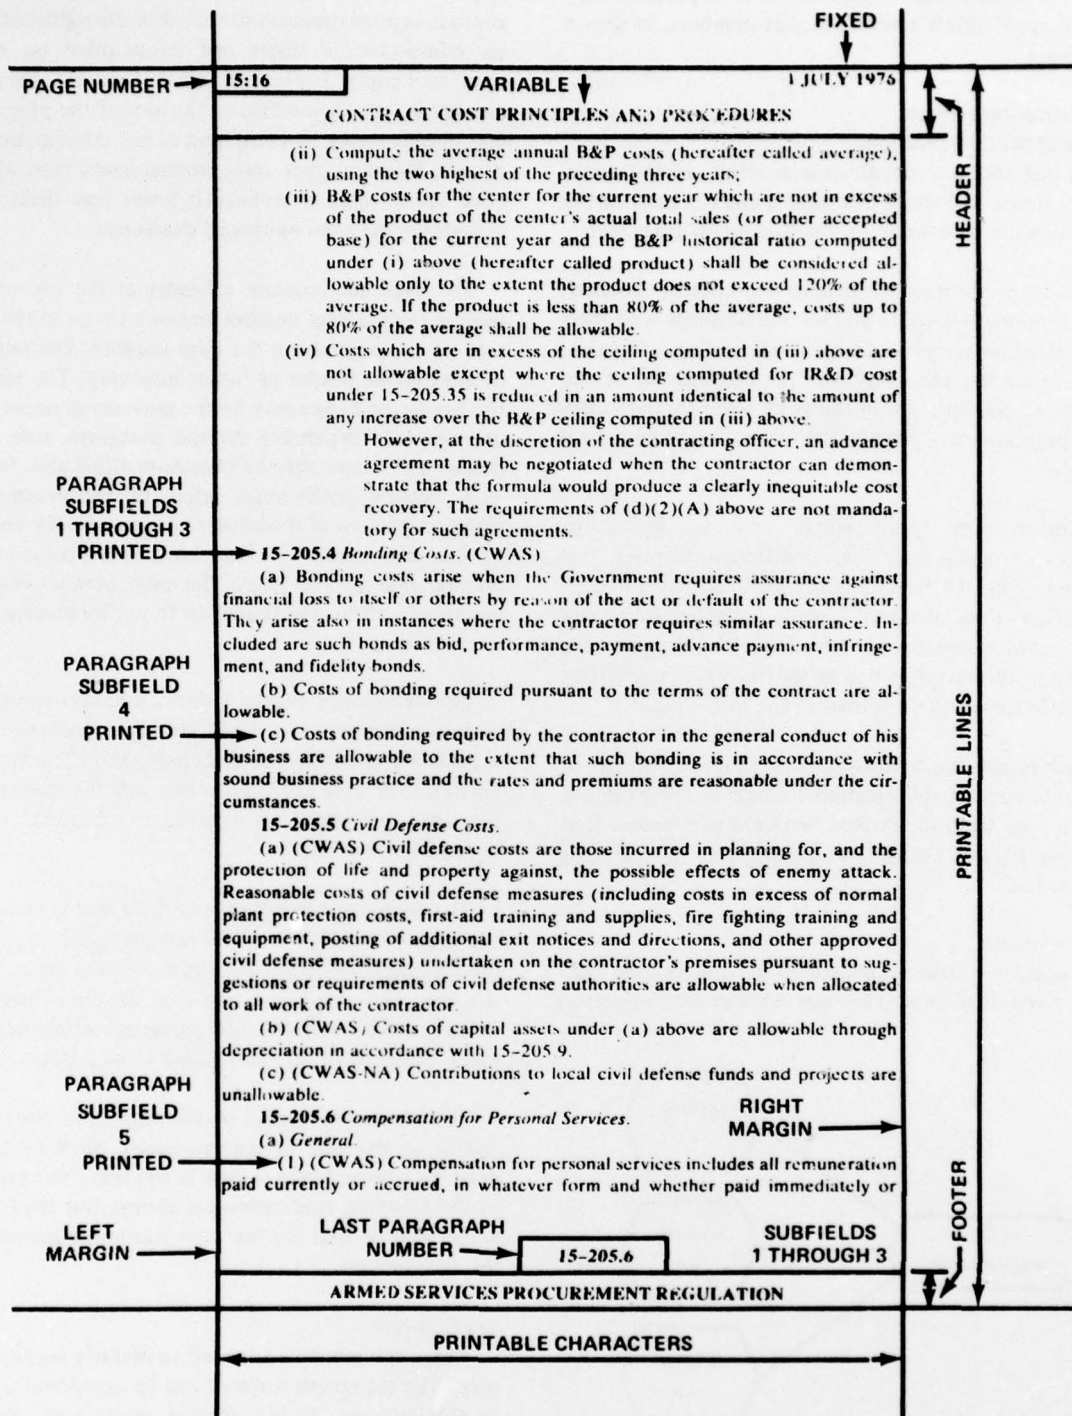 FIXED
PAGE NUMBER
15:16
VARIABLE
1 JULY 1976
CONTRACT COST PRINCIPLES AND PROCEDURES
HEADER
(ii) Compute the average annual B&P costs (hereafter called average),
using the two highest of the preceding three years;
(iii) B&P costs for the center for the current year which are not in excess
of the product of the center's actual total sales (or other accepted
base) for the current year and the B&P historical ratio computed
under (i) above (hereafter called product) shall be considered al-
lowable only to the extent the product does not exceed 120% of the
average. If the product is less than 80% of the average, costs up to
80% of the average shall be allowable.
(iv) Costs which are in excess of the ceiling computed in (iii) above are
not allowable except where the ceiling computed for IR&D cost
under 15-205.35 is reduced in an amount identical to the amount of
any increase over the B&P ceiling computed in (iii) above.
However, at the discretion of the contracting officer, an advance
agreement may be negotiated when the contractor can demon-
strate that the formula would produce a clearly inequitable cost
recovery. The requirements of (d)(2)(A) above are not manda-
tory for such agreements.
PARAGRAPH
SUBFIELDS
1 THROUGH 3
PRINTED
15-205.4 Bonding Costs. (CWAS)
(a) Bonding costs arise when the Government requires assurance against
financial loss to itself or others by reason of the act or default of the contractor.
They arise also in instances where the contractor requires similar assurance. In-
cluded are such bonds as bid, performance, payment, advance payment, infringe-
ment, and fidelity bonds.
(b) Costs of bonding required pursuant to the terms of the contract are al-
lowable.
PARAGRAPH
SUBFIELD
4
PRINTED
(c) Costs of bonding required by the contractor in the general conduct of his
business are allowable to the extent that such bonding is in accordance with
sound business practice and the rates and premiums are reasonable under the cir-
cumstances.
PRINTABLE LINES
15-205.5 Civil Defense Costs.
(a) (CWAS) Civil defense costs are those incurred in planning for, and the
protection of life and property against, the possible effects of enemy attack.
Reasonable costs of civil defense measures (including costs in excess of normal
plant protection costs, first-aid training and supplies, fire fighting training and
equipment, posting of additional exit notices and directions, and other approved
civil defense measures) undertaken on the contractor's premises pursuant to sug-
gestions or requirements of civil defense authorities are allowable when allocated
to all work of the contractor.
(b) (CWAS) Costs of capital assets under (a) above are allowable through
depreciation in accordance with 15-205.9.
(c) (CWAS-NA) Contributions to local civil defense funds and projects are
unallowable.
15-205.6 Compensation for Personal Services.
(a) General.
RIGHT
MARGIN
PARAGRAPH
SUBFIELD
5
PRINTED
(1) (CWAS) Compensation for personal services includes all remuneration
paid currently or accrued, in whatever form and whether paid immediately or
LEFT
MARGIN
LAST PARAGRAPH
NUMBER
15-205.6
SUBFIELDS
1 THROUGH 3
FOOTER
ARMED SERVICES PROCUREMENT REGULATION
PRINTABLE CHARACTERS